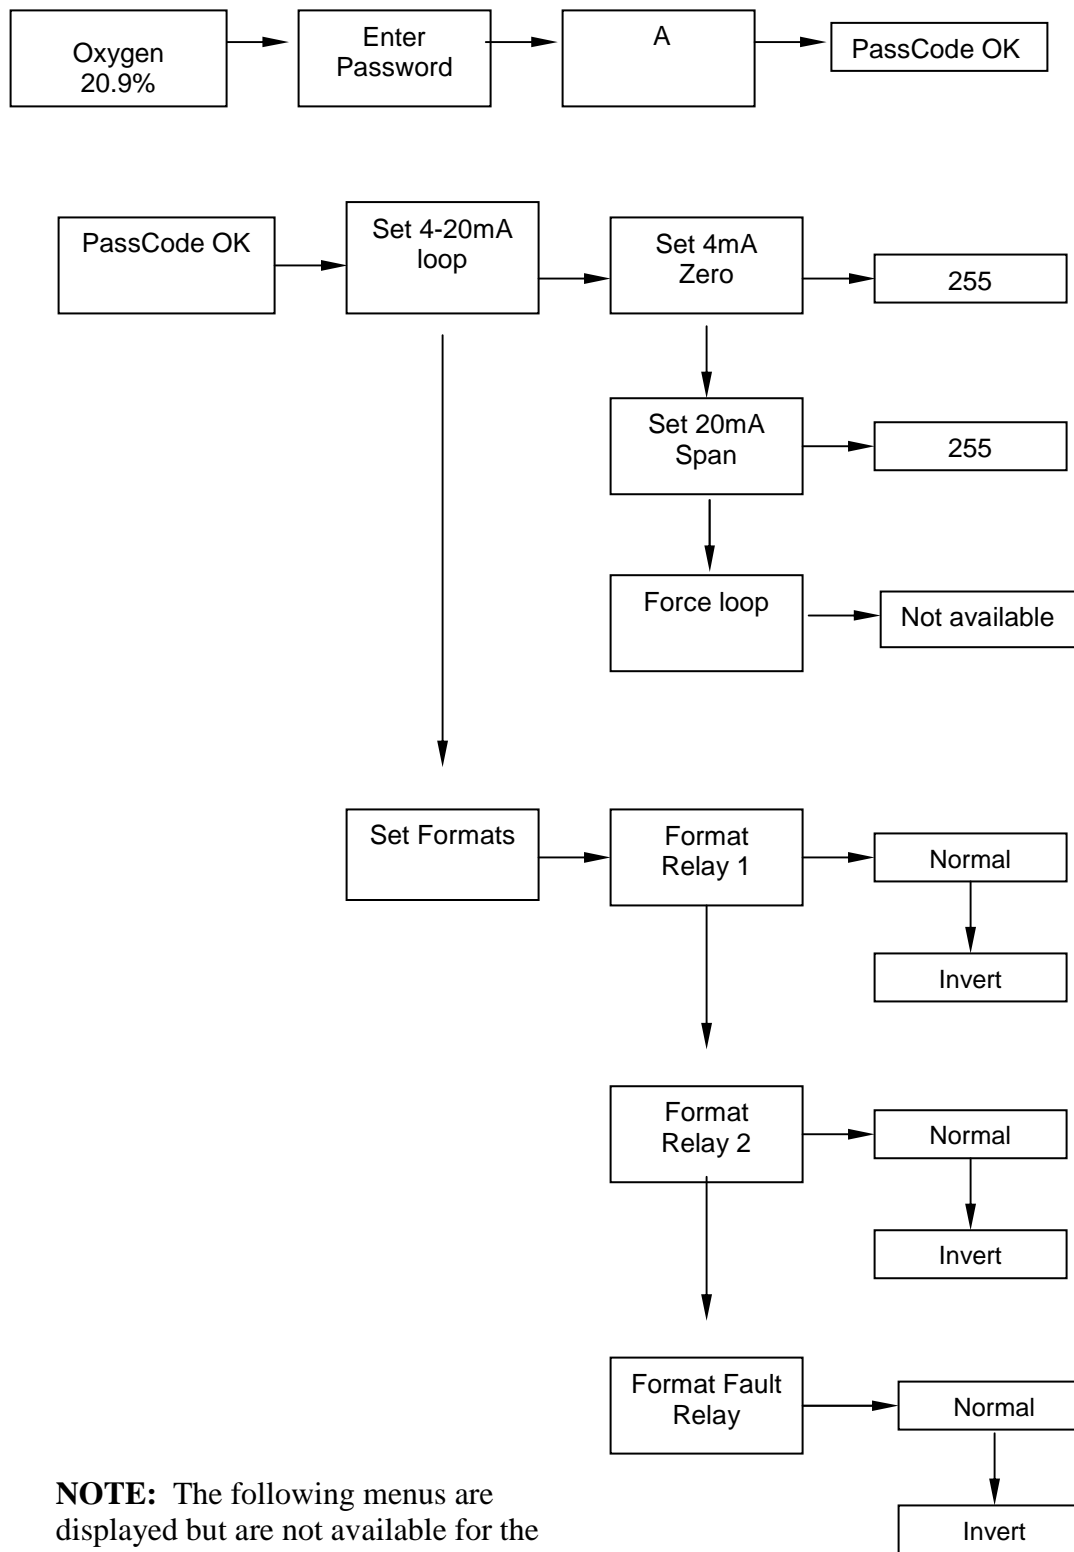 Oxygen
20.9%
Enter
Password
A
PassCode OK
PassCode OK
Set 4-20mA
loop
Set 4mA
Zero
255
Set 20mA
Span
255
Force loop
Not available
Set Formats
Format
Relay 1
Normal
Invert
Format
Relay 2
Normal
Invert
Format Fault
Relay
Normal
Invert
NOTE: The following menus are
displayed but are not available for the